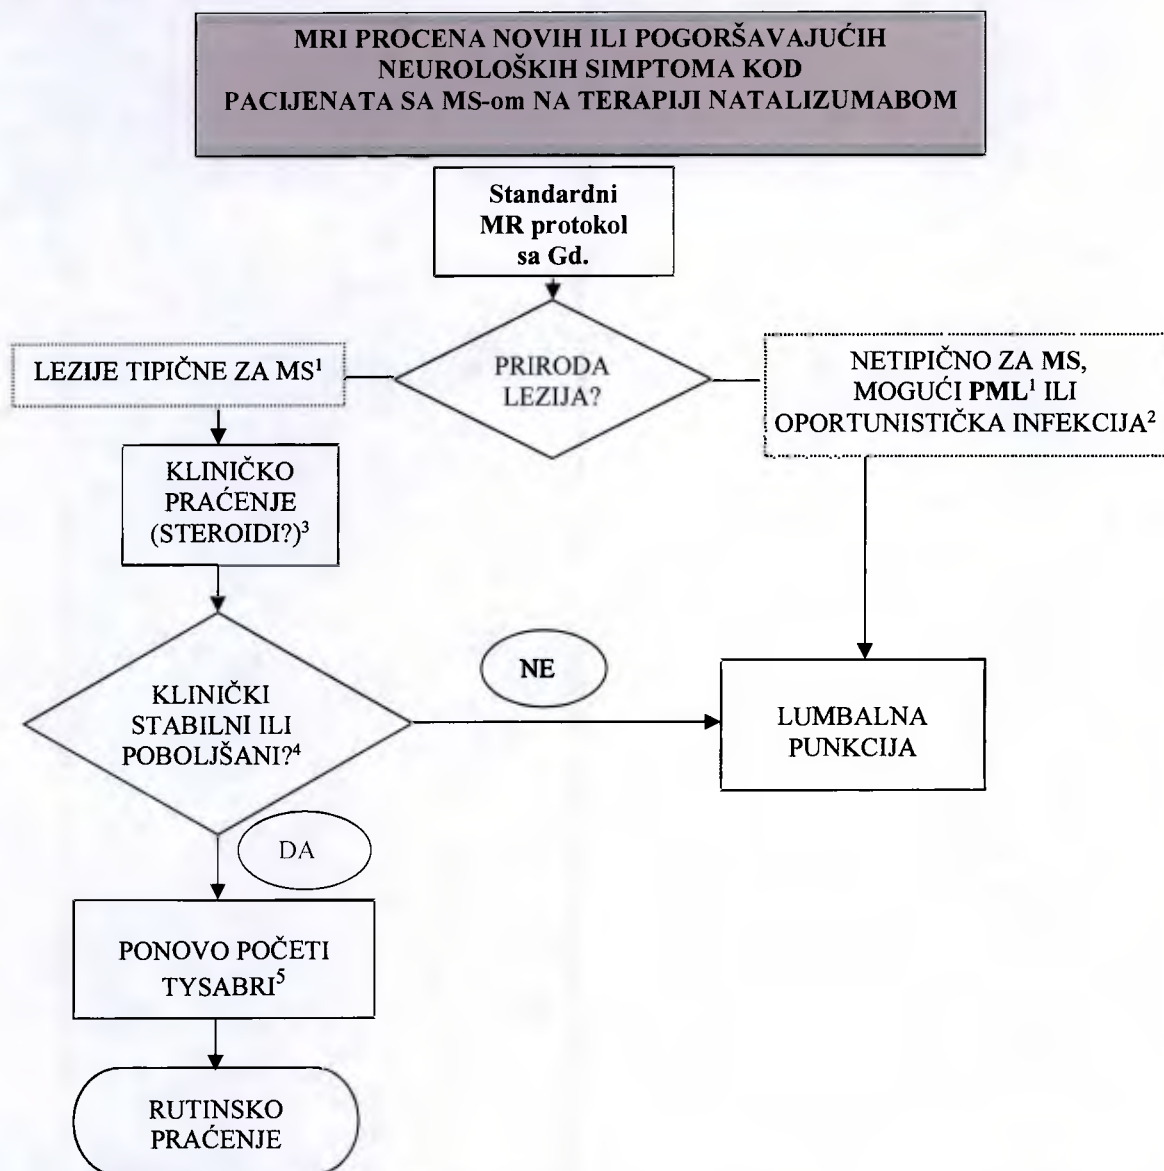 MRI PROCENA NOVIH ILI POGORŠAVAJUĆIH
NEUROLOŠKIH SIMPTOMA KOD
PACIJENATA SA MS-om NA TERAPIJI NATALIZUMABOM
Standardni
MR protokol
sa Gd.
PRIRODA
LEZIJA?
LEZIJE TIPIČNE ZA MS¹
NETIPIČNO ZA MS,
MOGUĆI PML¹ ILI
OPORTUNISTIČKA INFEKCIJA²
KLINIČKO
PRAĆENJE
(STEROIDI?)³
KLINIČKI
STABILNI ILI
POBOLJŠANI?⁴
NE
LUMBALNA
PUNKCIJA
DA
PONOVO POČETI
TYSABRI⁵
RUTINSKO
PRAĆENJE